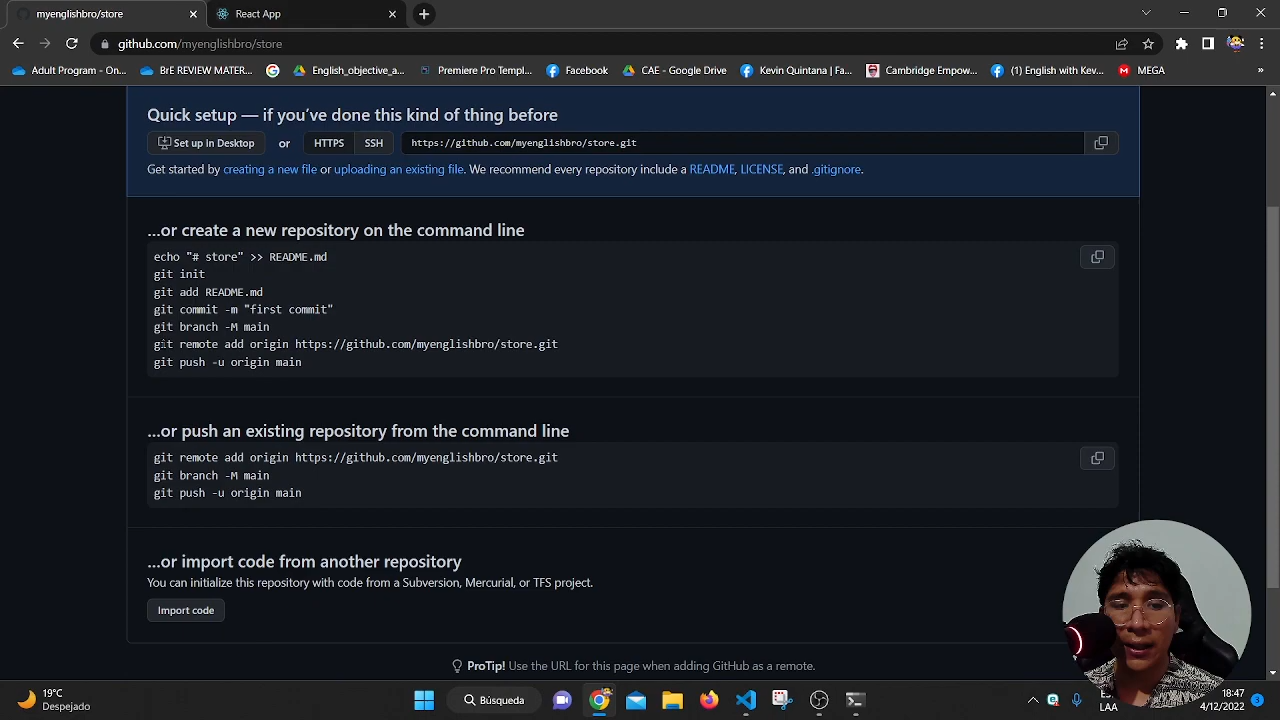 myenglishbro/store
React App
github.com/myenglishbro/store
Adult Program - On...
BrE REVIEW MATER...
English_objective_a...
Premiere Pro Templ...
Facebook
CAE - Google Drive
Kevin Quintana | Fa...
Cambridge Empow...
(1) English with Kev...
MEGA
Quick setup — if you've done this kind of thing before
Set up in Desktop or HTTPS SSH https://github.com/myenglishbro/store.git
Get started by creating a new file or uploading an existing file. We recommend every repository include a README, LICENSE, and .gitignore.
...or create a new repository on the command line
echo "# store" >> README.md
git init
git add README.md
git commit -m "first commit"
git branch -M main
git remote add origin https://github.com/myenglishbro/store.git
git push -u origin main
...or push an existing repository from the command line
git remote add origin https://github.com/myenglishbro/store.git
git branch -M main
git push -u origin main
...or import code from another repository
You can initialize this repository with code from a Subversion, Mercurial, or TFS project.
Import code
ProTip! Use the URL for this page when adding GitHub as a remote.
19°C
Despejado
Búsqueda
LAA
18:47
4/12/2022
3